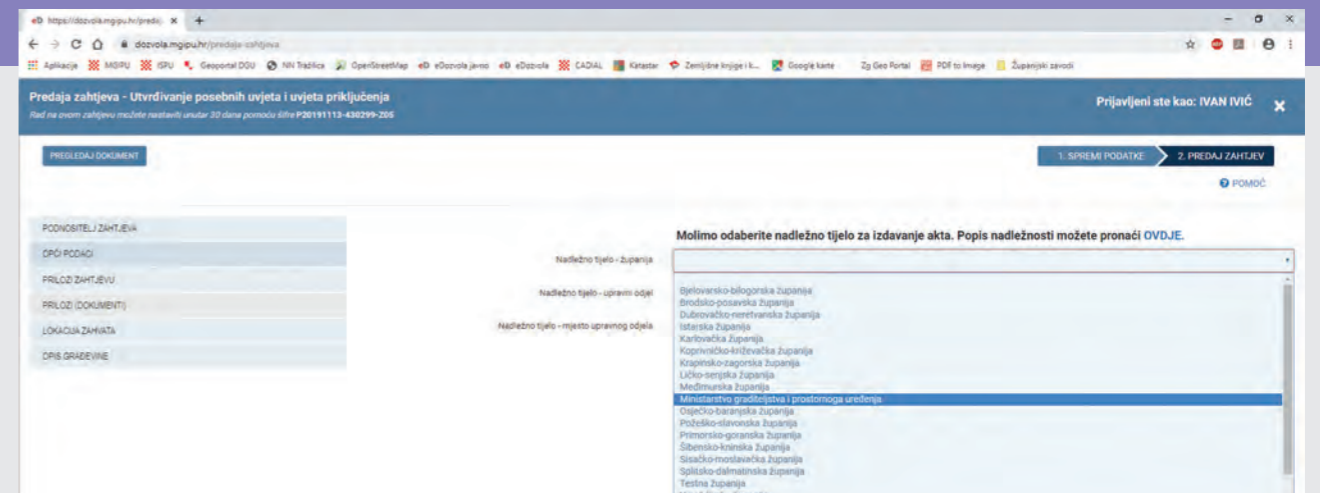 eD https://dozvola.mgipu.hr/predaj
dozvola.mgipu.hr/predaja-zahtjeva
Aplikacije MGIPU ISPU Geoportal DGU NN Tražilica OpenStreetMap eDozvola javno eDozvola CADIAL Katastar Zemljišne knjige i k... Google karte Zg Geo Portal PDF to Image Županijski zavodi
Predaja zahtjeva - Utvrđivanje posebnih uvjeta i uvjeta priključenja
Prijavljeni ste kao: IVAN IVIĆ
Rad na ovom zahtjevu možete nastaviti unutar 30 dana pomoću šifre P20191113-430299-Z06
PREGLEDAJ DOKUMENT
1. SPREMI PODATKE
2. PREDAJ ZAHTJEV
POMOĆ
PODNOSITELJ ZAHTJEVA
OPĆI PODACI
PRILOZI ZAHTJEVU
PRILOZI (DOKUMENTI)
LOKACIJA ZAHVATA
OPIS GRAĐEVINE
Molimo odaberite nadležno tijelo za izdavanje akta. Popis nadležnosti možete pronaći OVDJE.
Nadležno tijelo - županija
Nadležno tijelo - upravni odjel
Nadležno tijelo - mjesto upravnog odjela
Bjelovarsko-bilogorska županija
Brodsko-posavska županija
Dubrovačko-neretvanska županija
Istarska županija
Karlovačka županija
Koprivničko-križevačka županija
Krapinsko-zagorska županija
Ličko-senjska županija
Međimurska županija
Ministarstvo graditeljstva i prostornoga uređenja
Osječko-baranjska županija
Požeško-slavonska županija
Primorsko-goranska županija
Šibensko-kninska županija
Sisačko-moslavačka županija
Splitsko-dalmatinska županija
Testna županija